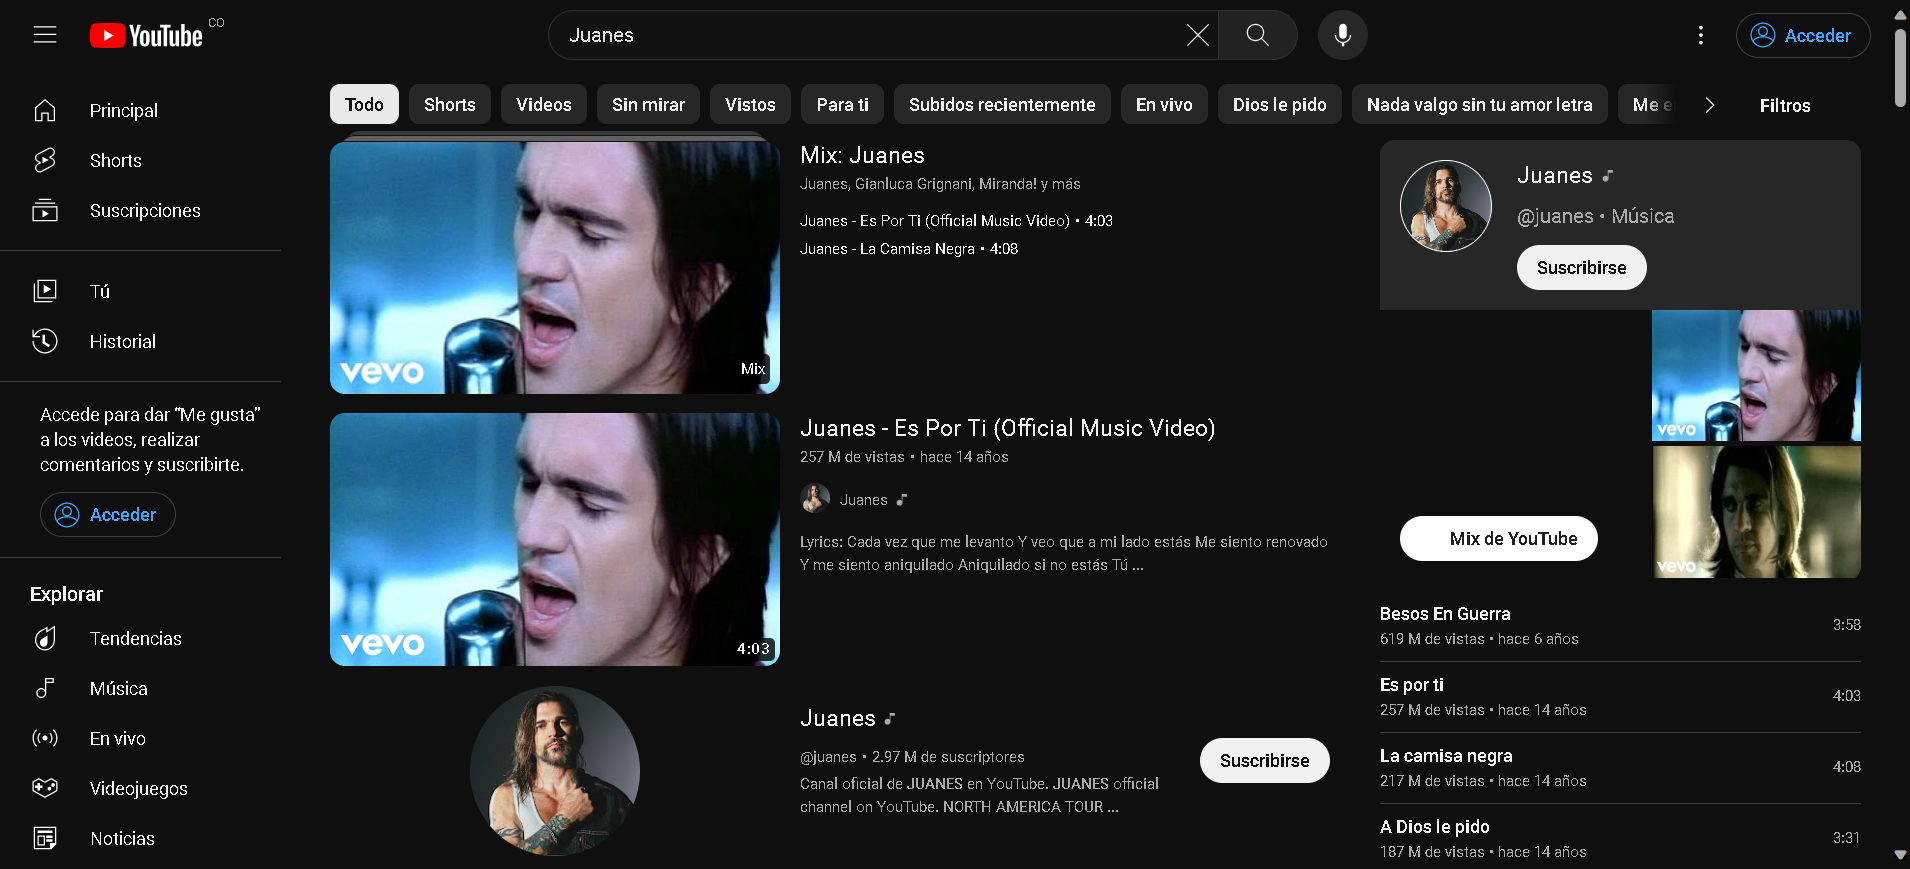 YouTube CO
Juanes
Acceder
Principal
Shorts
Suscripciones
Tú
Historial
Accede para dar “Me gusta”
a los videos, realizar
comentarios y suscribirte.
Acceder
Explorar
Tendencias
Música
En vivo
Videojuegos
Noticias
Todo
Shorts
Videos
Sin mirar
Vistos
Para ti
Subidos recientemente
En vivo
Dios le pido
Nada valgo sin tu amor letra
Me
Filtros
vevo
Mix
Mix: Juanes
Juanes, Gianluca Grignani, Miranda! y más
Juanes - Es Por Ti (Official Music Video) • 4:03
Juanes - La Camisa Negra • 4:08
vevo
4:03
Juanes - Es Por Ti (Official Music Video)
257 M de vistas • hace 14 años
Juanes
Lyrics: Cada vez que me levanto Y veo que a mi lado estás Me siento renovado
Y me siento aniquilado Aniquilado si no estás Tú ...
Juanes
@juanes • 2.97 M de suscriptores
Canal oficial de JUANES en YouTube. JUANES official
channel on YouTube. NORTH AMERICA TOUR ...
Suscribirse
Juanes
@juanes • Música
Suscribirse
vevo
vevo
Mix de YouTube
Besos En Guerra
619 M de vistas • hace 6 años
3:58
Es por ti
257 M de vistas • hace 14 años
4:03
La camisa negra
217 M de vistas • hace 14 años
4:08
A Dios le pido
187 M de vistas • hace 14 años
3:31